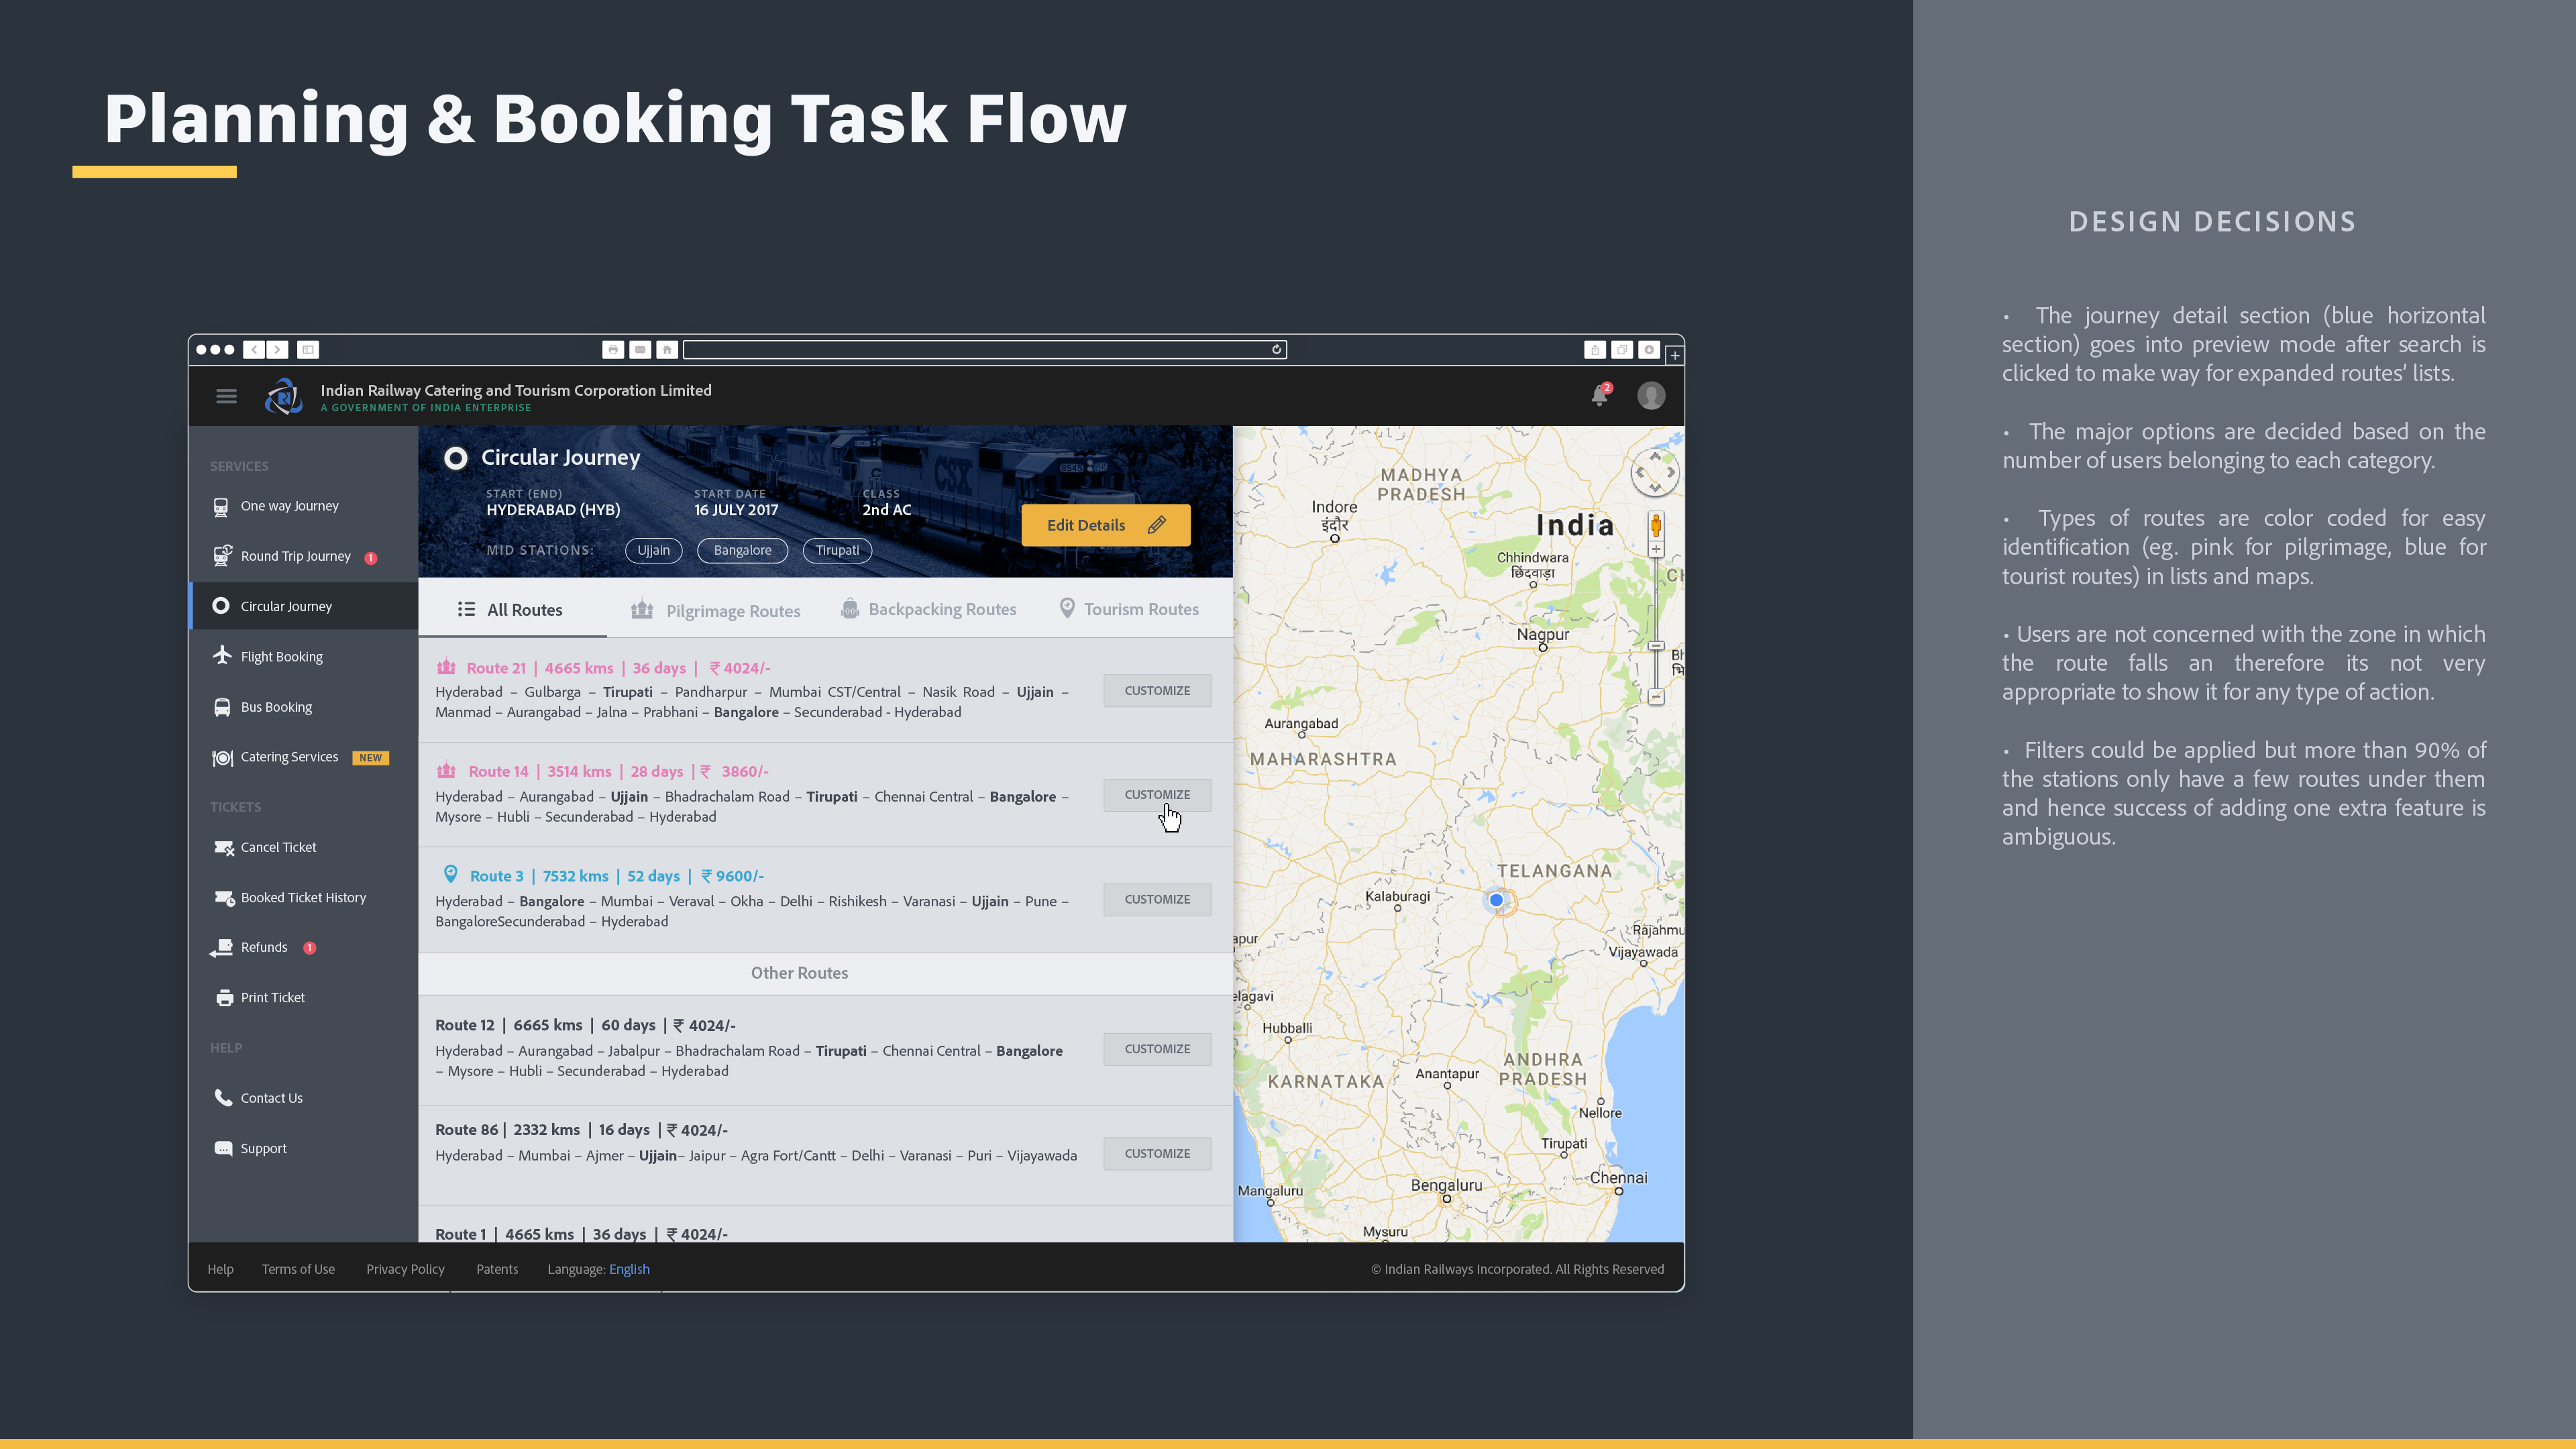 Planning & Booking Task Flow
Indian Railway Catering and Tourism Corporation Limited
A GOVERNMENT OF INDIA ENTERPRISE
2
SERVICES
One way Journey
Round Trip Journey 1
Circular Journey
Flight Booking
Bus Booking
Catering Services NEW
TICKETS
Cancel Ticket
Booked Ticket History
Refunds 1
Print Ticket
HELP
Contact Us
Support
Circular Journey
START (END) START DATE CLASS
HYDERABAD (HYB) 16 JULY 2017 2nd AC
CSX
Edit Details
MID STATIONS: Ujjain Bangalore Tirupati
All Routes Pilgrimage Routes Backpacking Routes Tourism Routes
Route 21 | 4665 kms | 36 days | ₹ 4024/-
Hyderabad – Gulbarga – Tirupati – Pandharpur – Mumbai CST/Central – Nasik Road – Ujjain –
Manmad – Aurangabad – Jalna – Prabhani – Bangalore – Secunderabad - Hyderabad
CUSTOMIZE
Route 14 | 3514 kms | 28 days | ₹ 3860/-
Hyderabad – Aurangabad – Ujjain – Bhadrachalam Road – Tirupati – Chennai Central – Bangalore –
Mysore – Hubli – Secunderabad – Hyderabad
CUSTOMIZE
Route 3 | 7532 kms | 52 days | ₹ 9600/-
Hyderabad – Bangalore – Mumbai – Veraval – Okha – Delhi – Rishikesh – Varanasi – Ujjain – Pune –
BangaloreSecunderabad – Hyderabad
CUSTOMIZE
Other Routes
Route 12 | 6665 kms | 60 days | ₹ 4024/-
Hyderabad – Aurangabad – Jabalpur – Bhadrachalam Road – Tirupati – Chennai Central – Bangalore
– Mysore – Hubli – Secunderabad – Hyderabad
CUSTOMIZE
Route 86 | 2332 kms | 16 days | ₹ 4024/-
Hyderabad – Mumbai – Ajmer – Ujjain– Jaipur – Agra Fort/Cantt – Delhi – Varanasi – Puri – Vijayawada
CUSTOMIZE
Route 1 | 4665 kms | 36 days | ₹ 4024/-
MADHYA
PRADESH
Indore
इंदौर
India
Chhindwara
छिंदवाड़ा
Nagpur
Aurangabad
MAHARASHTRA
TELANGANA
Kalaburagi
Rajahmu
Vijayawada
apur
elagavi
Hubballi
ANDHRA
PRADESH
KARNATAKA
Anantapur
Nellore
Tirupati
Chennai
Bengaluru
Mangaluru
Mysuru
Help Terms of Use Privacy Policy Patents Language: English
© Indian Railways Incorporated. All Rights Reserved
DESIGN DECISIONS
• The journey detail section (blue horizontal
section) goes into preview mode after search is
clicked to make way for expanded routes’ lists.
• The major options are decided based on the
number of users belonging to each category.
• Types of routes are color coded for easy
identification (eg. pink for pilgrimage, blue for
tourist routes) in lists and maps.
• Users are not concerned with the zone in which
the route falls an therefore its not very
appropriate to show it for any type of action.
• Filters could be applied but more than 90% of
the stations only have a few routes under them
and hence success of adding one extra feature is
ambiguous.